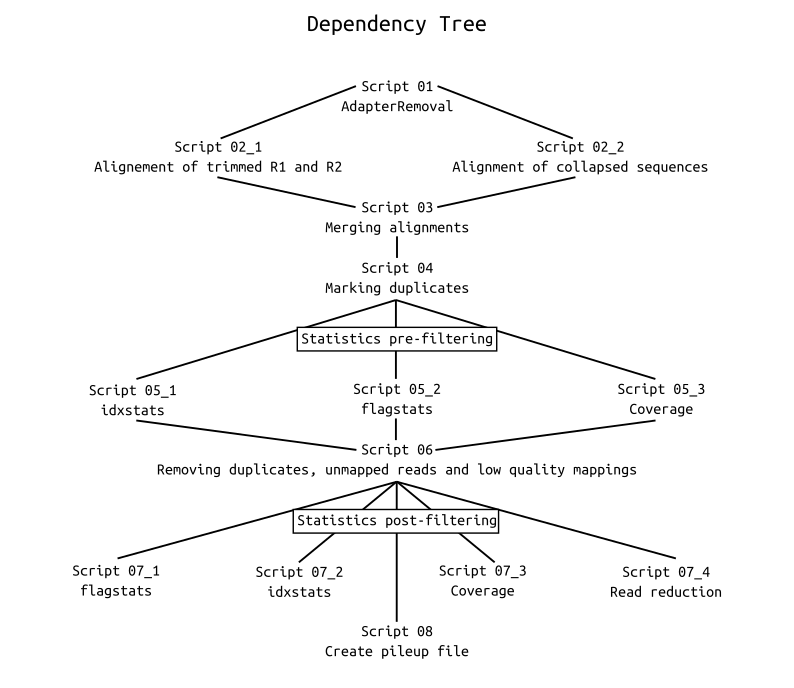 Dependency Tree
Script 01
AdapterRemoval
Script 02_1
Alignement of trimmed R1 and R2
Script 02_2
Alignment of collapsed sequences
Script 03
Merging alignments
Script 04
Marking duplicates
Statistics pre-filtering
Script 05_1
idxstats
Script 05_2
flagstats
Script 05_3
Coverage
Script 06
Removing duplicates, unmapped reads and low quality mappings
Statistics post-filtering
Script 07_1
flagstats
Script 07_2
idxstats
Script 07_3
Coverage
Script 07_4
Read reduction
Script 08
Create pileup file